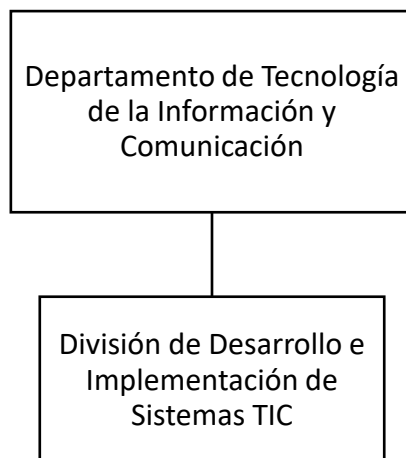 Departamento de Tecnología
de la Información y
Comunicación
División de Desarrollo e
Implementación de
Sistemas TIC